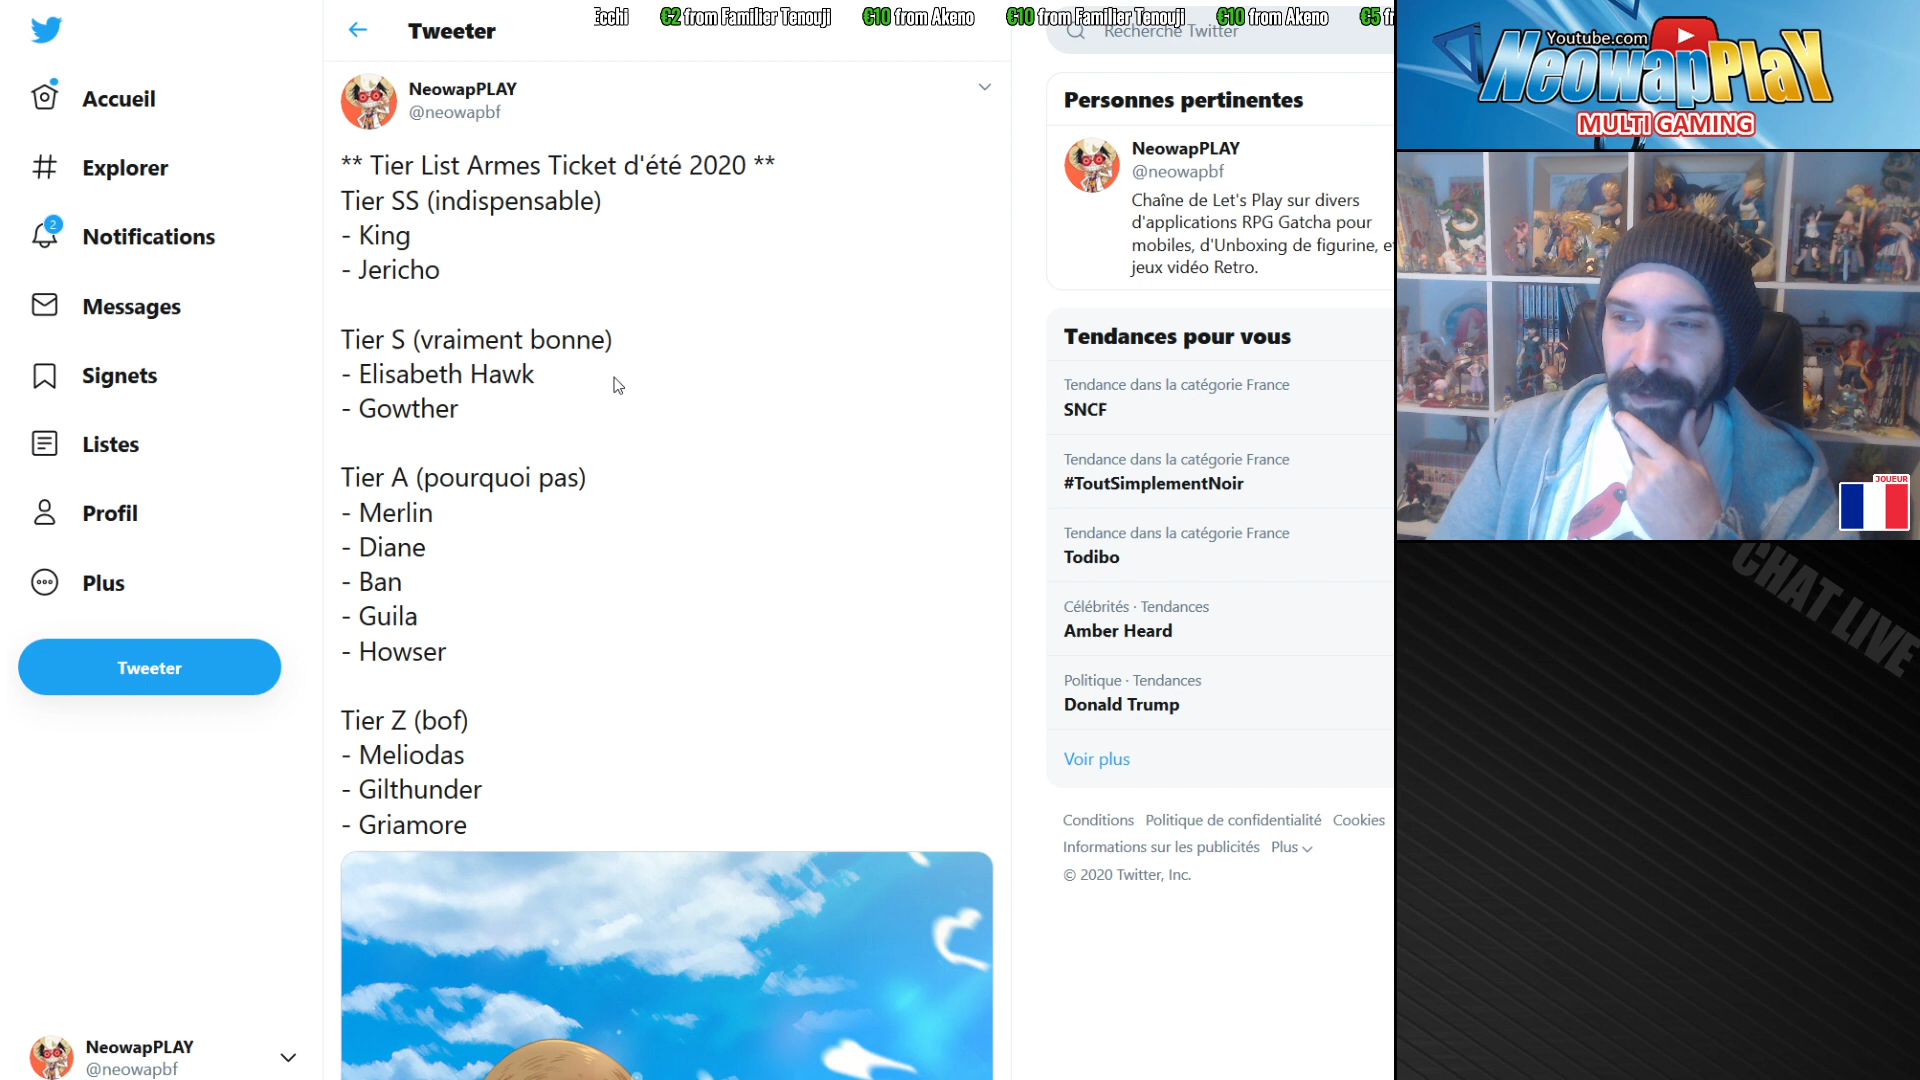 Accueil
Explorer
2
Notifications
Messages
Signets
Listes
Profil
Plus
Tweeter
NeowapPLAY
@neowapbf
Tweeter
NeowapPLAY
@neowapbf
** Tier List Armes Ticket d'été 2020 **
Tier SS (indispensable)
- King
- Jericho
Tier S (vraiment bonne)
- Elisabeth Hawk
- Gowther
Tier A (pourquoi pas)
- Merlin
- Diane
- Ban
- Guila
- Howser
Tier Z (bof)
- Meliodas
- Gilthunder
- Griamore
€2 from Familier Tenouji €10 from Akeno €10 from Familier Tenouji €10 from Akeno €5
Recherche Twitter
Personnes pertinentes
NeowapPLAY
@neowapbf
Chaîne de Let's Play sur divers
d'applications RPG Gatcha pour
mobiles, d'Unboxing de figurine,
jeux vidéo Retro.
Tendances pour vous
Tendance dans la catégorie France
SNCF
Tendance dans la catégorie France
#ToutSimplementNoir
Tendance dans la catégorie France
Todibo
Célébrités · Tendances
Amber Heard
Politique · Tendances
Donald Trump
Voir plus
Conditions Politique de confidentialité Cookies
Informations sur les publicités Plus
© 2020 Twitter, Inc.
Youtube.com
NeowapPlaY
MULTI GAMING
JOUEUR
CHAT LIVE